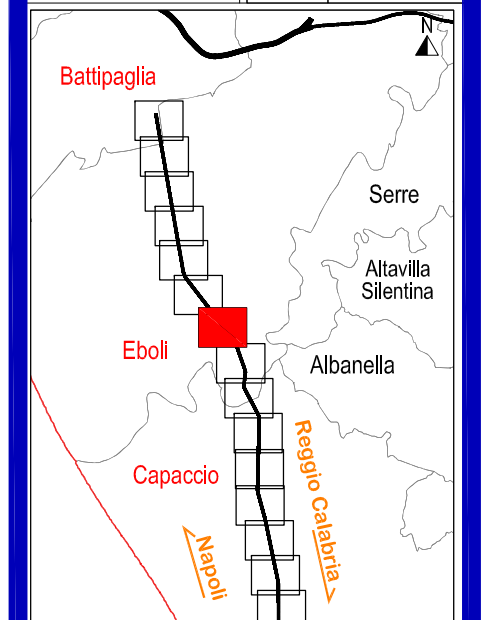 N
Battipaglia
Serre
Altavilla
Silentina
Eboli
Albanella
Capaccio
Reggio Calabria
Napoli